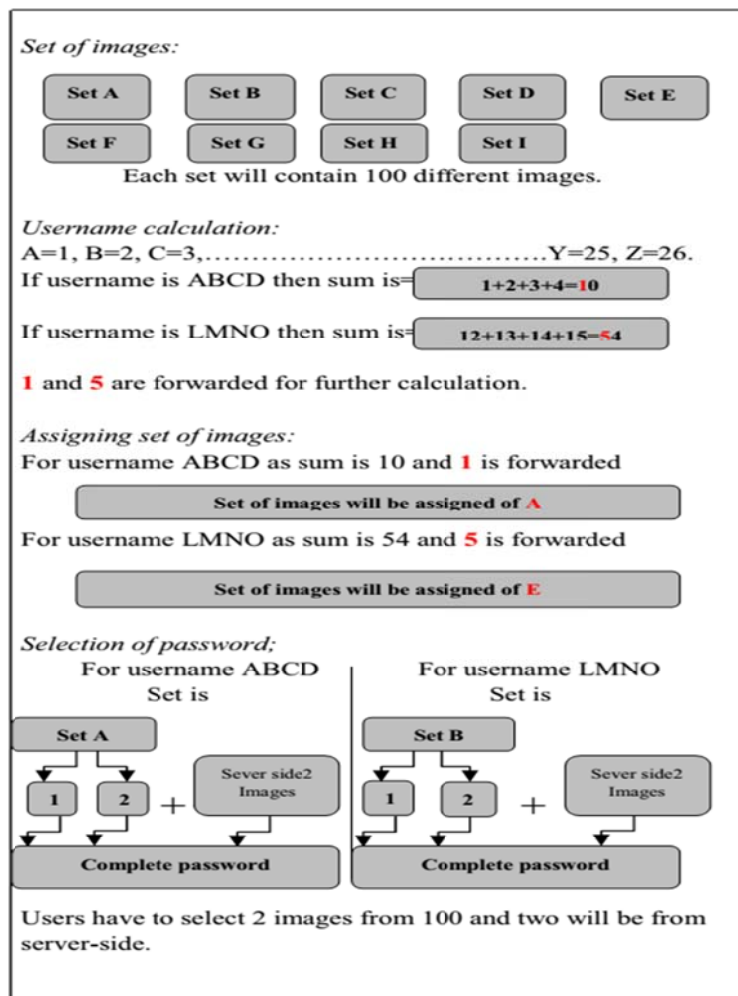 Set of images:
Set A Set B Set C Set D Set E
Set F Set G Set H Set I
Each set will contain 100 different images.
Username calculation:
A=1, B=2, C=3,......................................Y=25, Z=26.
If username is ABCD then sum is= 1+2+3+4=10
If username is LMNO then sum is= 12+13+14+15=54
1 and 5 are forwarded for further calculation.
Assigning set of images:
For username ABCD as sum is 10 and 1 is forwarded
Set of images will be assigned of A
For username LMNO as sum is 54 and 5 is forwarded
Set of images will be assigned of E
Selection of password;
For username ABCD For username LMNO
Set is Set is
Set A Set B
Sever side2 Sever side2
Images Images
1 2 + 1 2 +
Complete password Complete password
Users have to select 2 images from 100 and two will be from
server-side.